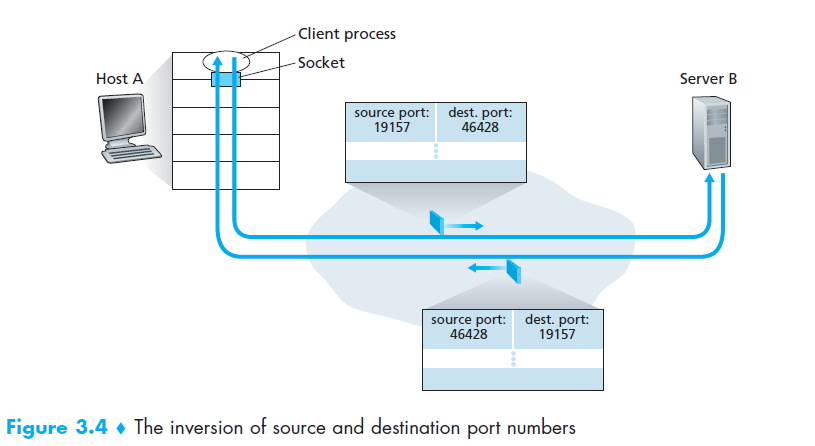 Client process
Socket
Host A
Server B
source port: dest. port:
19157 46428
source port: dest. port:
46428 19157
Figure 3.4 ♦ The inversion of source and destination port numbers